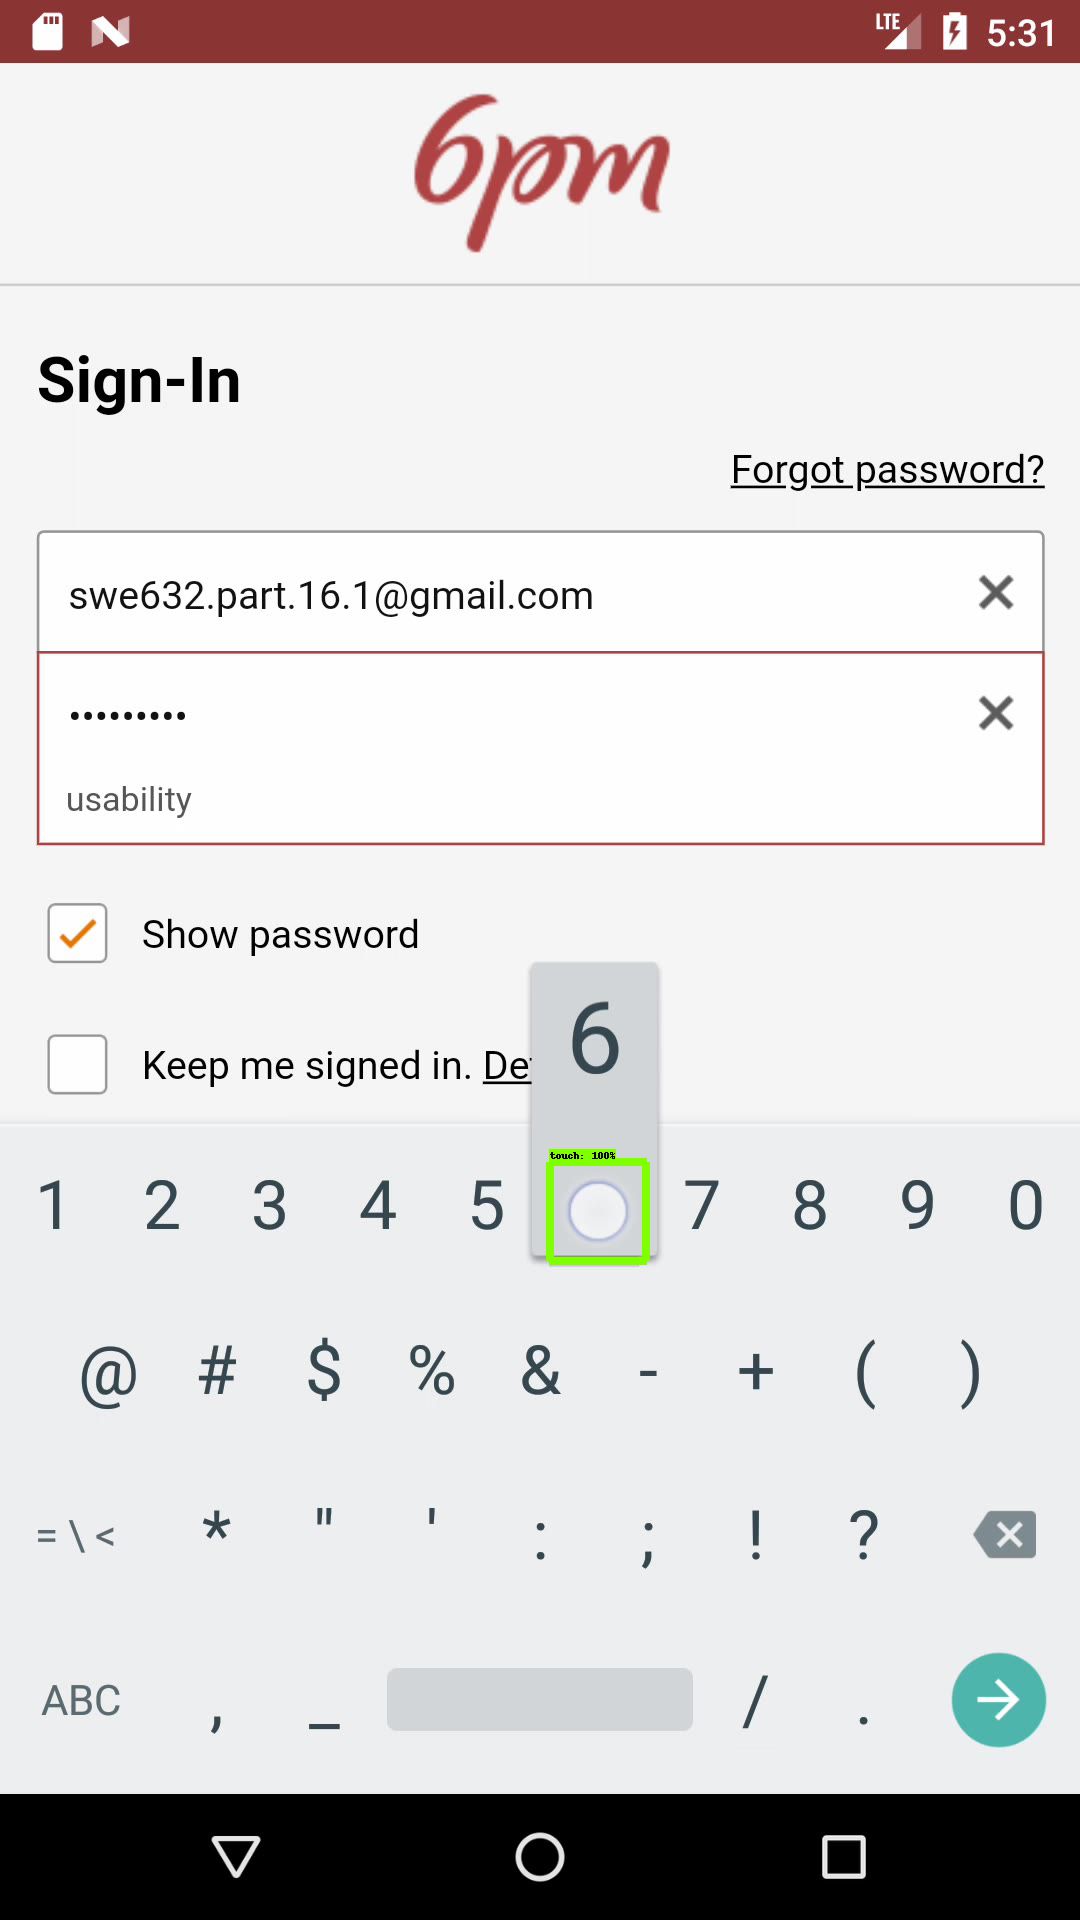 LTE 5:31
6pm
Sign-In
Forgot password?
swe632.part.16.1@gmail.com
•••••••••
usability
Show password
Keep me signed in. De
6
touch: 100%
1 2 3 4 5 7 8 9 0
@ # $ % & - + ( )
= \ < * " ' : ; ! ?
ABC , _ / .